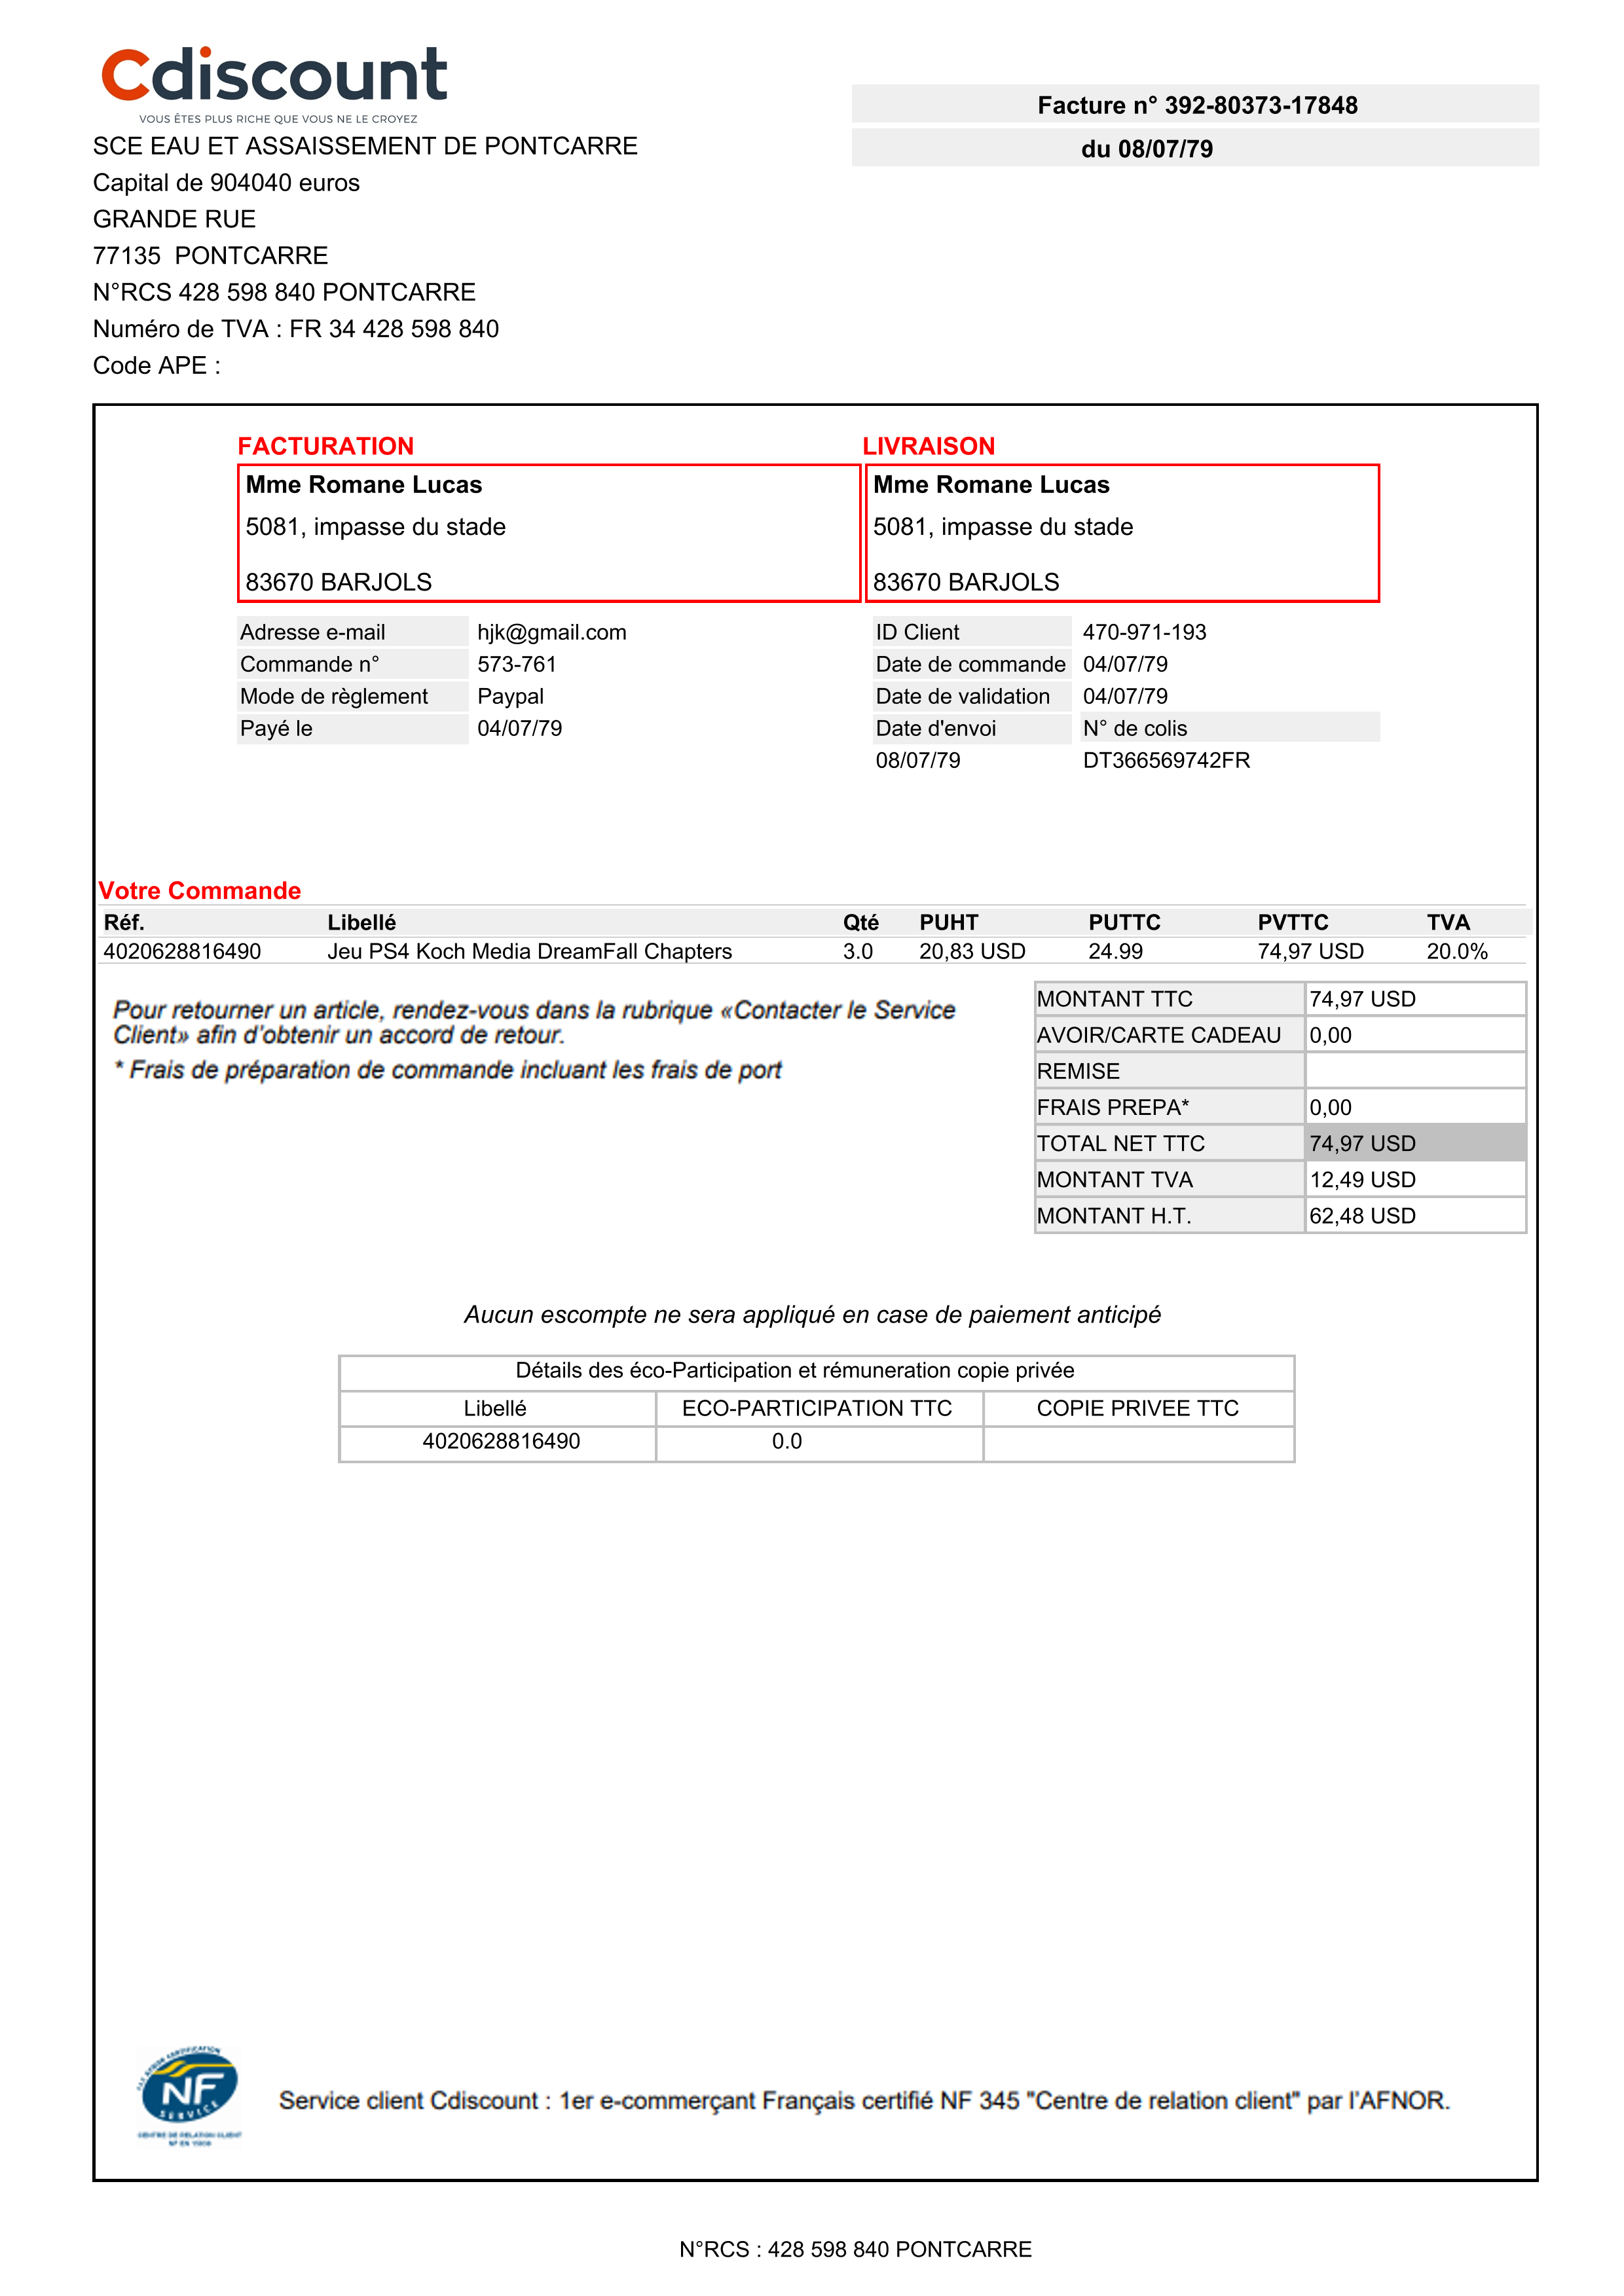 Cdiscount
VOUS ÊTES PLUS RICHE QUE VOUS NE LE CROYEZ
Facture n° 392-80373-17848
du 08/07/79
SCE EAU ET ASSAISSEMENT DE PONTCARRE
Capital de 904040 euros
GRANDE RUE
77135 PONTCARRE
N°RCS 428 598 840 PONTCARRE
Numéro de TVA : FR 34 428 598 840
Code APE :
FACTURATION
Mme Romane Lucas
5081, impasse du stade
83670 BARJOLS
LIVRAISON
Mme Romane Lucas
5081, impasse du stade
83670 BARJOLS
Adresse e-mail hjk@gmail.com
Commande n° 573-761
Mode de règlement Paypal
Payé le 04/07/79
ID Client 470-971-193
Date de commande 04/07/79
Date de validation 04/07/79
Date d'envoi N° de colis
08/07/79 DT366569742FR
Votre Commande
Réf. Libellé Qté PUHT PUTTC PVTTC TVA
4020628816490 Jeu PS4 Koch Media DreamFall Chapters 3.0 20,83 USD 24.99 74,97 USD 20.0%
Pour retourner un article, rendez-vous dans la rubrique «Contacter le Service
Client» afin d'obtenir un accord de retour.
* Frais de préparation de commande incluant les frais de port
MONTANT TTC 74,97 USD
AVOIR/CARTE CADEAU 0,00
REMISE
FRAIS PREPA* 0,00
TOTAL NET TTC 74,97 USD
MONTANT TVA 12,49 USD
MONTANT H.T. 62,48 USD
Aucun escompte ne sera appliqué en case de paiement anticipé
Détails des éco-Participation et rémuneration copie privée
Libellé ECO-PARTICIPATION TTC COPIE PRIVEE TTC
4020628816490 0.0
NF
SERVICE
CENTRE DE RELATION CLIENT
Service client Cdiscount : 1er e-commerçant Français certifié NF 345 "Centre de relation client" par l'AFNOR.
N°RCS : 428 598 840 PONTCARRE